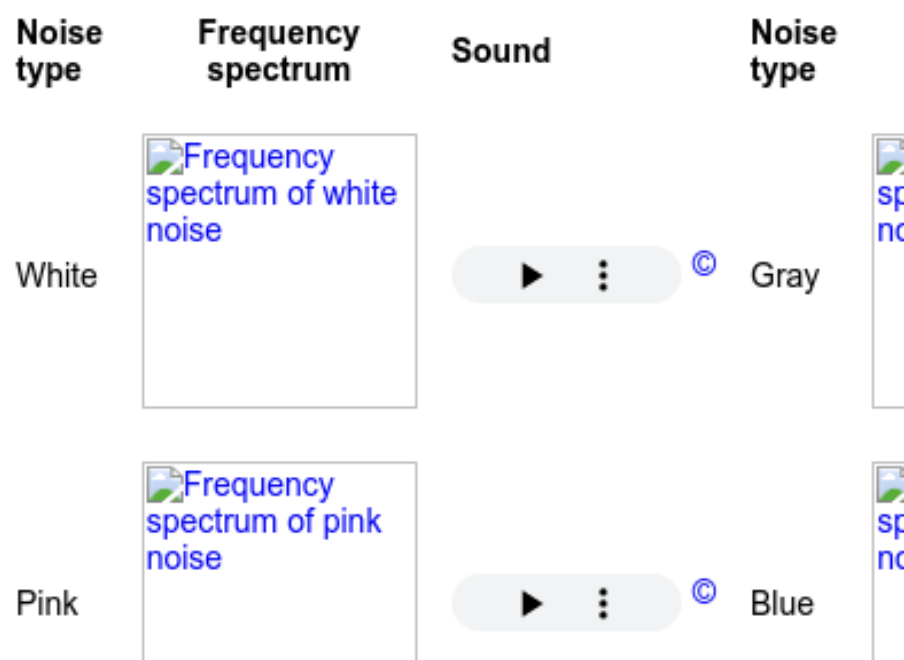 Noise type
Frequency spectrum
Sound
Noise type
White
Frequency
spectrum of white
noise
©
Gray
Pink
Frequency
spectrum of pink
noise
©
Blue